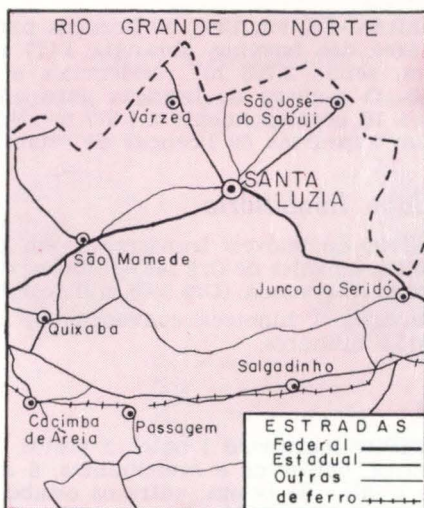 RIO GRANDE DO NORTE
Várzea
São José
do Sabuji
SANTA
LUZIA
São Mamede
Junco do Seridó
Quixaba
Salgadinho
Cacimba
de Areia
Passagem
ESTRADAS
Federal
Estadual
Outras
de ferro